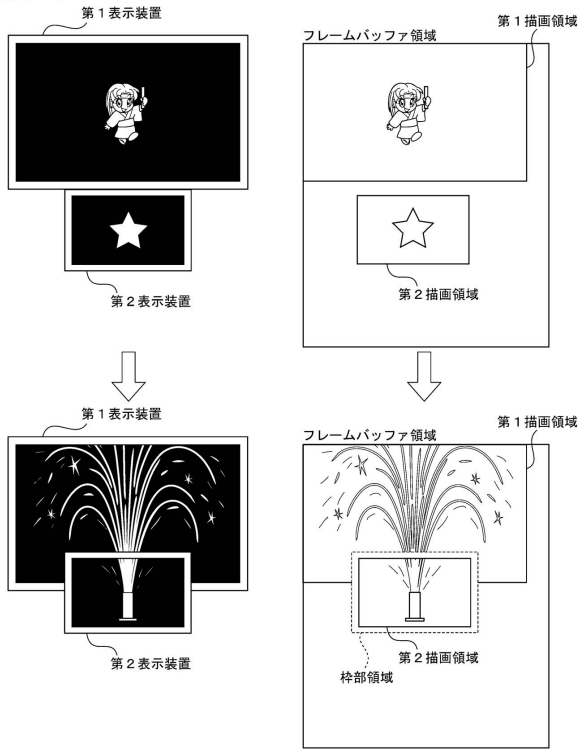 第１表示装置
第１描画領域
フレームバッファ領域
第２表示装置
第２描画領域
第１表示装置
第１描画領域
フレームバッファ領域
第２表示装置
第２描画領域
枠部領域